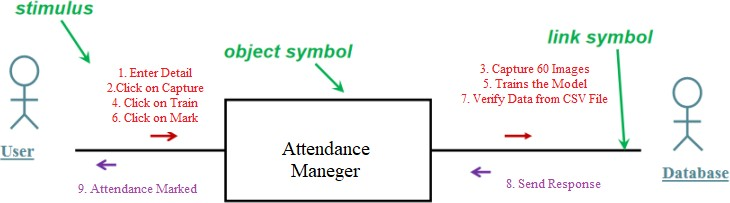 stimulus
object symbol
link symbol
1. Enter Detail
2.Click on Capture
4. Click on Train
6. Click on Mark
3. Capture 60 Images
5. Trains the Model
7. Verify Data from CSV File
User
Attendance
Maneger
Database
9. Attendance Marked
8. Send Response